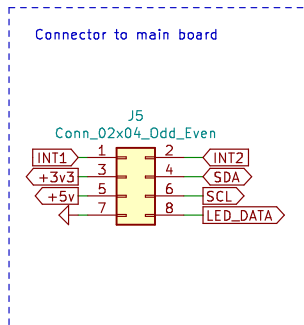 Connector to main board
J5
Conn_02x04_Odd_Even
INT1 1 2 INT2
+3v3 3 4 SDA
+5v 5 6 SCL
7 8 LED_DATA